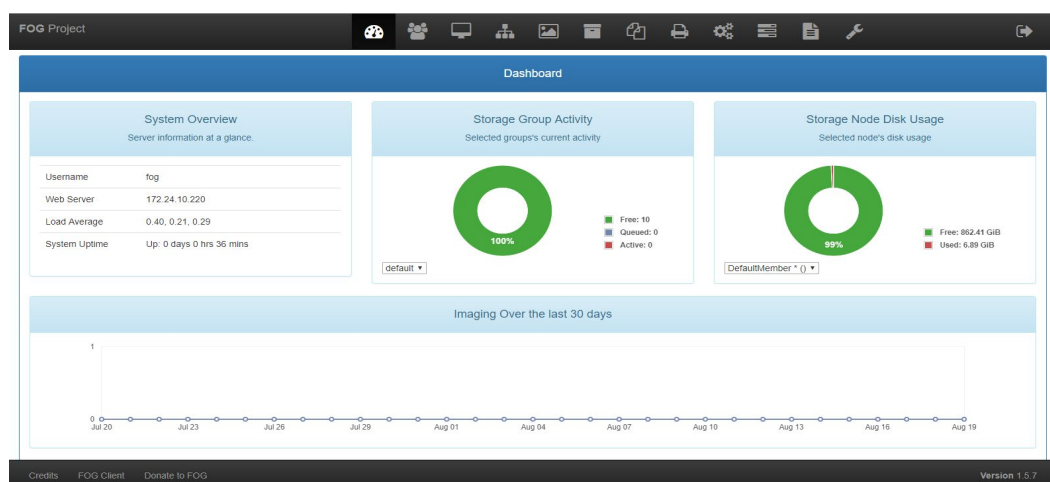 FOG Project
Dashboard
System Overview
Server information at a glance.
Username fog
Web Server 172.24.10.220
Load Average 0.40, 0.21, 0.29
System Uptime Up: 0 days 0 hrs 36 mins
Storage Group Activity
Selected groups's current activity
100%
Free: 10
Queued: 0
Active: 0
default
Storage Node Disk Usage
Selected node's disk usage
99%
Free: 862.41 GiB
Used: 6.89 GiB
DefaultMember * ()
Imaging Over the last 30 days
1
0
Jul 20 Jul 23 Jul 26 Jul 29 Aug 01 Aug 04 Aug 07 Aug 10 Aug 13 Aug 16 Aug 19
Credits FOG Client Donate to FOG Version 1.5.7